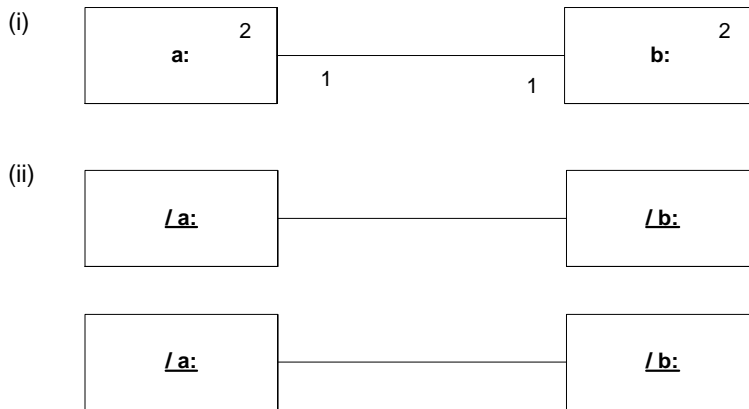 (i)
a: 2
b: 2
1 1
(ii)
/ a: / b:
/ a: / b: